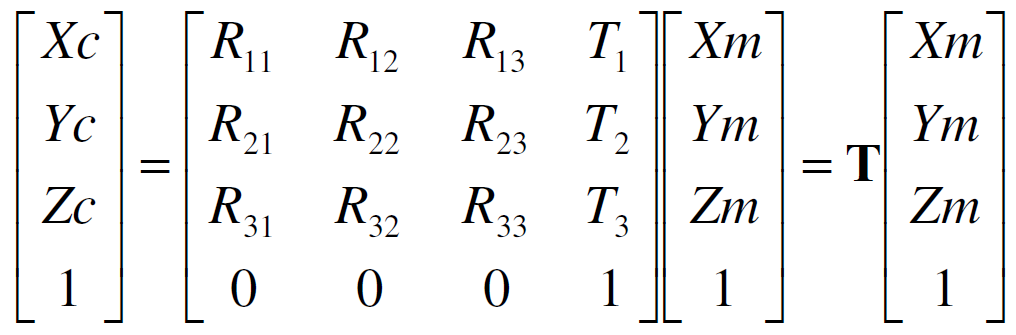 Xc R₁₁ R₁₂ R₁₃ T₁ Xm Xm
Yc R₂₁ R₂₂ R₂₃ T₂ Ym Ym
= = T
Zc R₃₁ R₃₂ R₃₃ T₃ Zm Zm
1 0 0 0 1 1 1